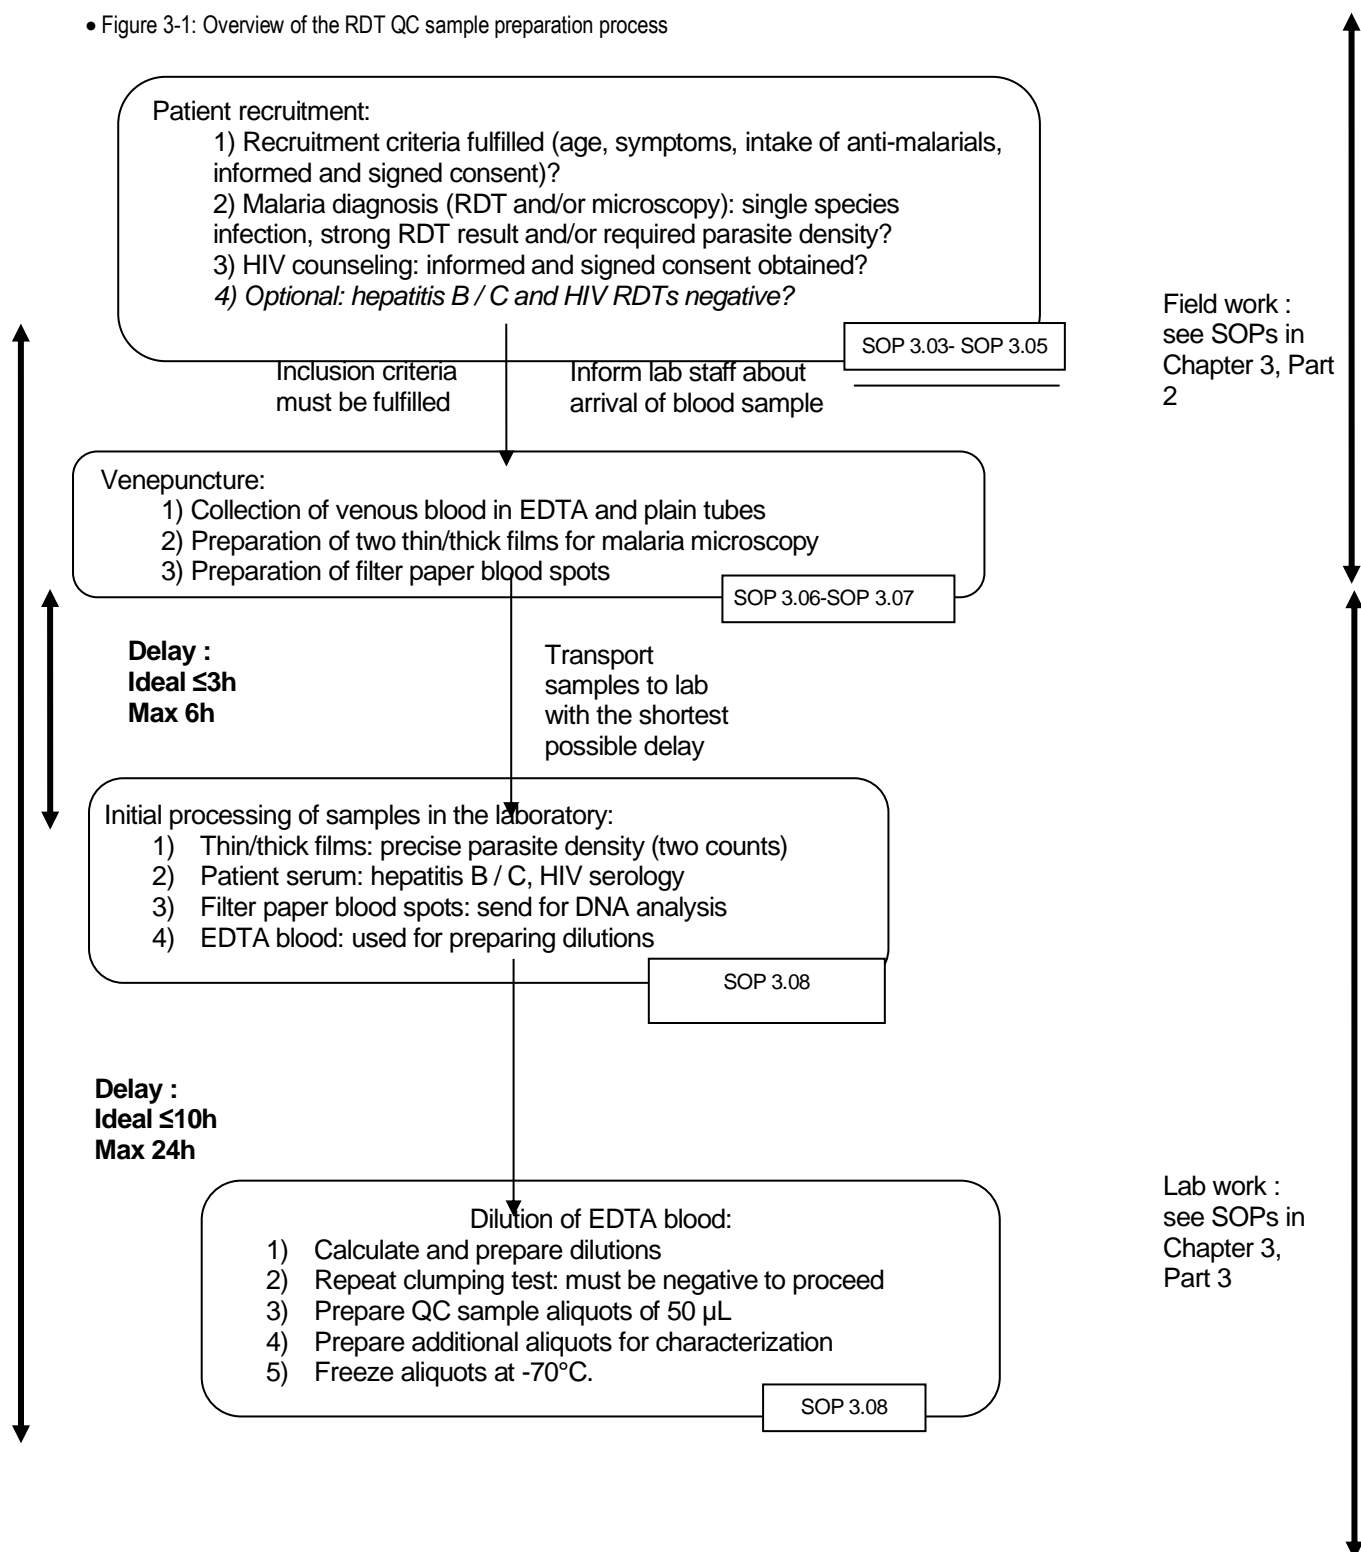 • Figure 3-1: Overview of the RDT QC sample preparation process
Patient recruitment:
1) Recruitment criteria fulfilled (age, symptoms, intake of anti-malarials,
informed and signed consent)?
2) Malaria diagnosis (RDT and/or microscopy): single species
infection, strong RDT result and/or required parasite density?
3) HIV counseling: informed and signed consent obtained?
4) Optional: hepatitis B / C and HIV RDTs negative?
SOP 3.03- SOP 3.05
Field work :
see SOPs in
Chapter 3, Part
2
Inclusion criteria
must be fulfilled
Inform lab staff about
arrival of blood sample
Venepuncture:
1) Collection of venous blood in EDTA and plain tubes
2) Preparation of two thin/thick films for malaria microscopy
3) Preparation of filter paper blood spots
SOP 3.06-SOP 3.07
Delay :
Ideal ≤3h
Max 6h
Transport
samples to lab
with the shortest
possible delay
Initial processing of samples in the laboratory:
1) Thin/thick films: precise parasite density (two counts)
2) Patient serum: hepatitis B / C, HIV serology
3) Filter paper blood spots: send for DNA analysis
4) EDTA blood: used for preparing dilutions
SOP 3.08
Delay :
Ideal ≤10h
Max 24h
Lab work :
see SOPs in
Chapter 3,
Part 3
Dilution of EDTA blood:
1) Calculate and prepare dilutions
2) Repeat clumping test: must be negative to proceed
3) Prepare QC sample aliquots of 50 µL
4) Prepare additional aliquots for characterization
5) Freeze aliquots at -70°C.
SOP 3.08